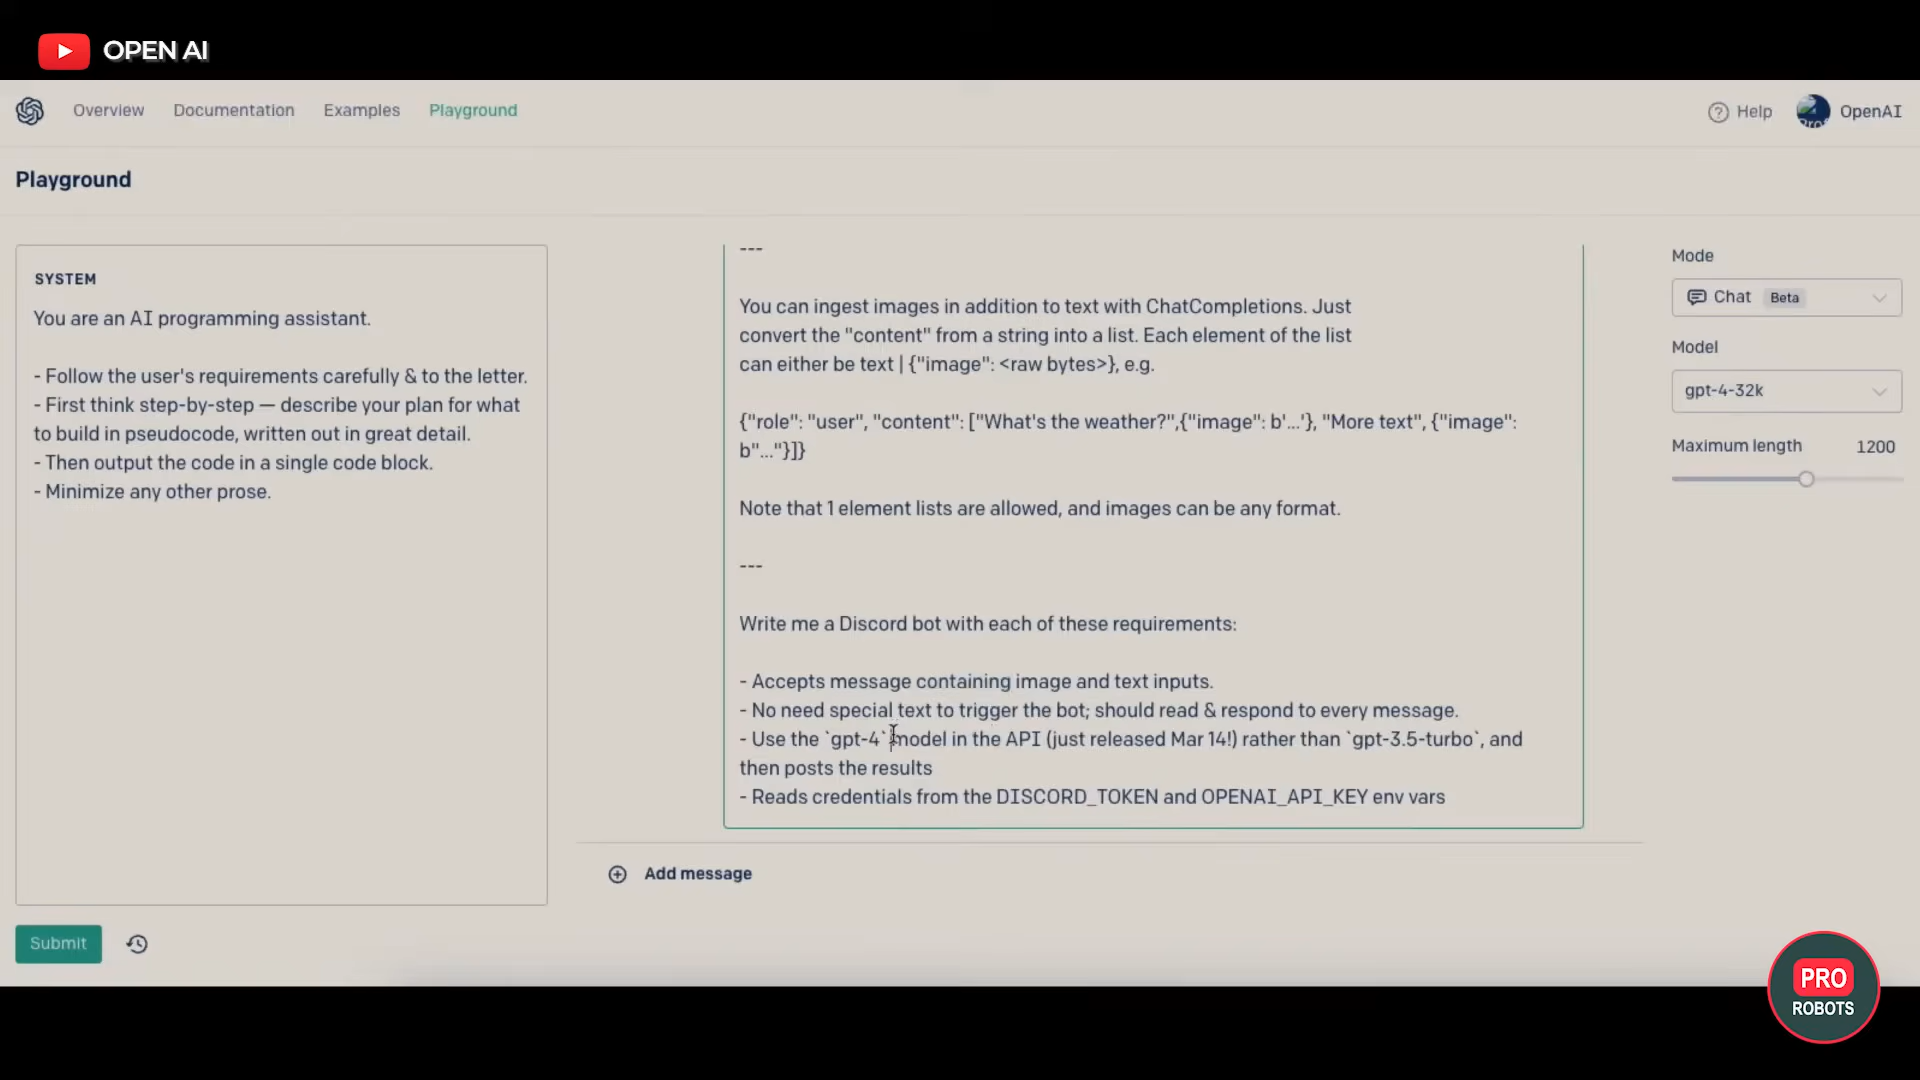 OPEN AI
Overview
Documentation
Examples
Playground
Help
OpenAI
Playground
SYSTEM
You are an AI programming assistant.
- Follow the user's requirements carefully & to the letter.
- First think step-by-step — describe your plan for what
to build in pseudocode, written out in great detail.
- Then output the code in a single code block.
- Minimize any other prose.
---
You can ingest images in addition to text with ChatCompletions. Just
convert the "content" from a string into a list. Each element of the list
can either be text | {"image": <raw bytes>}, e.g.
{"role": "user", "content": ["What's the weather?",{"image": b'...'}, "More text", {"image":
b"..."}]}
Note that 1 element lists are allowed, and images can be any format.
---
Write me a Discord bot with each of these requirements:
- Accepts message containing image and text inputs.
- No need special text to trigger the bot; should read & respond to every message.
- Use the `gpt-4` model in the API (just released Mar 14!) rather than `gpt-3.5-turbo`, and
then posts the results
- Reads credentials from the DISCORD_TOKEN and OPENAI_API_KEY env vars
Add message
Mode
Chat Beta
Model
gpt-4-32k
Maximum length 1200
Submit
PRO
ROBOTS